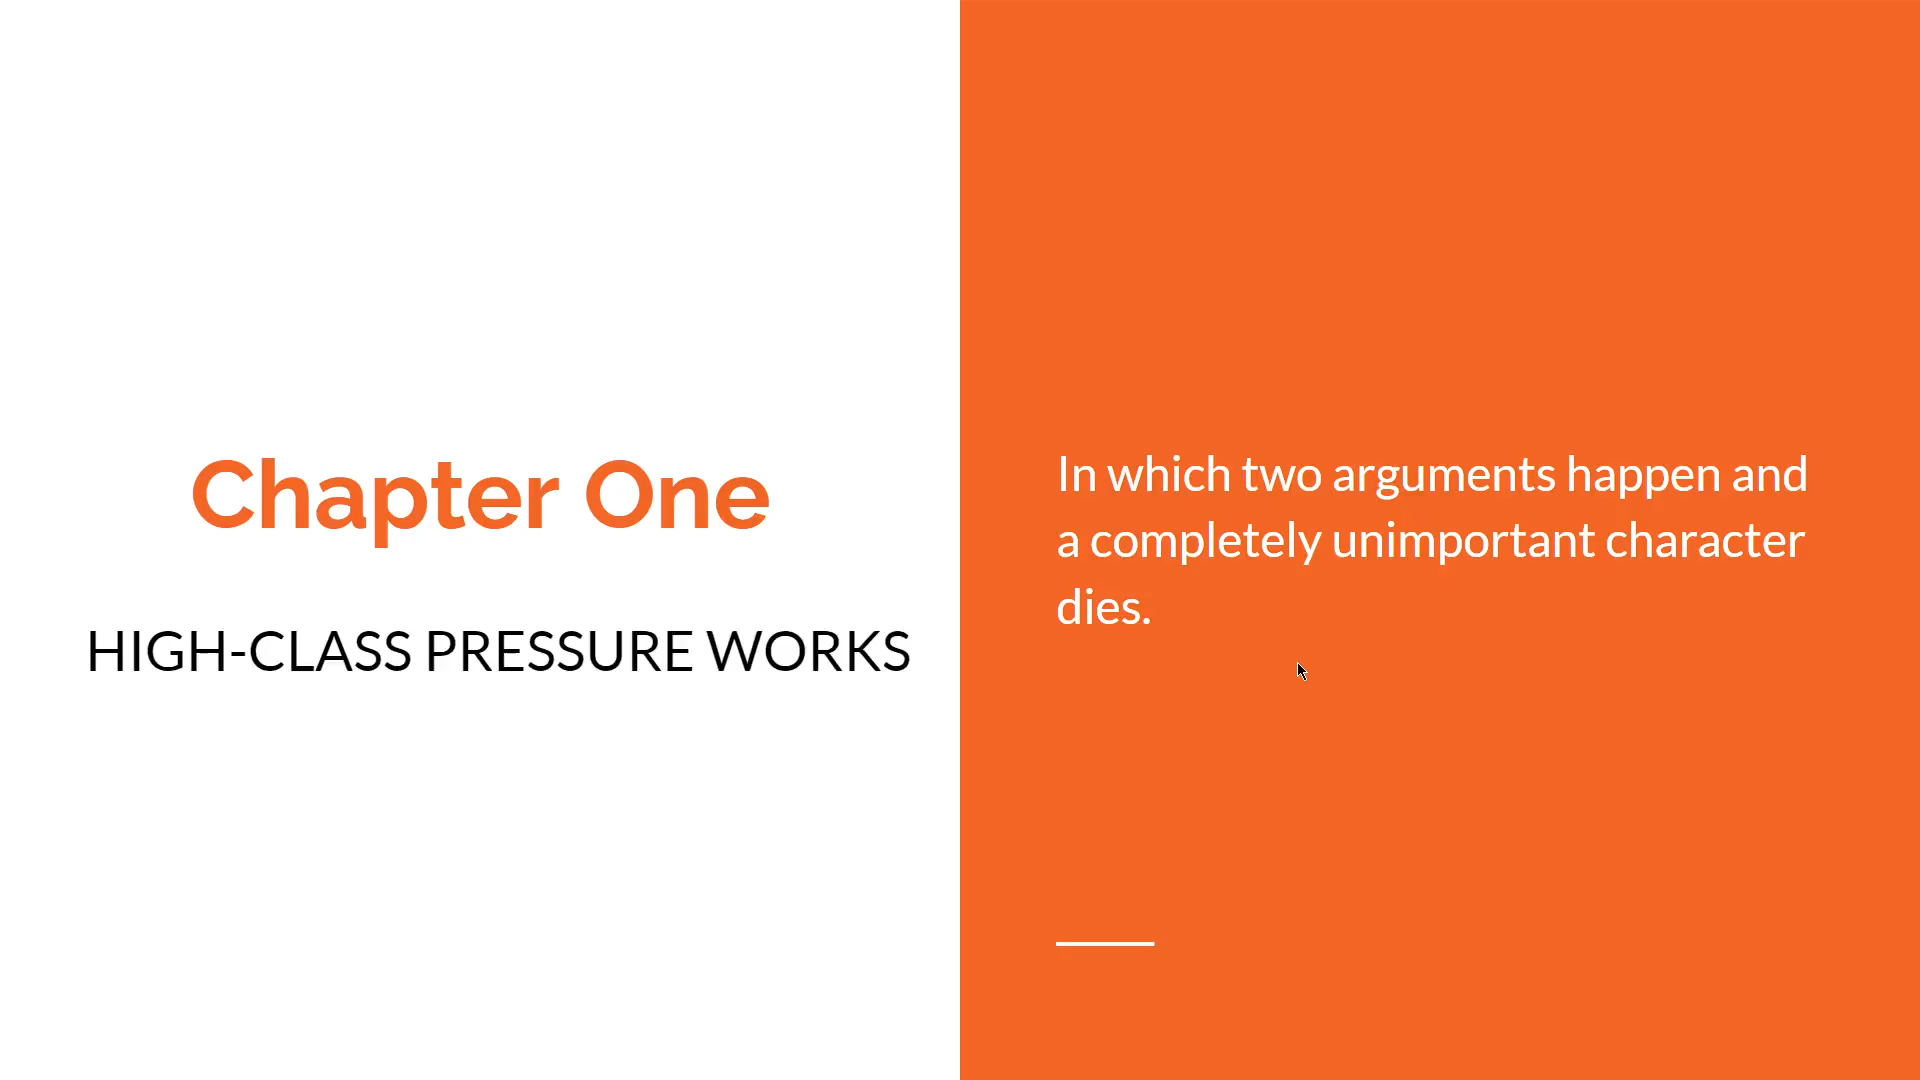 Chapter One
HIGH-CLASS PRESSURE WORKS
In which two arguments happen and
a completely unimportant character
dies.